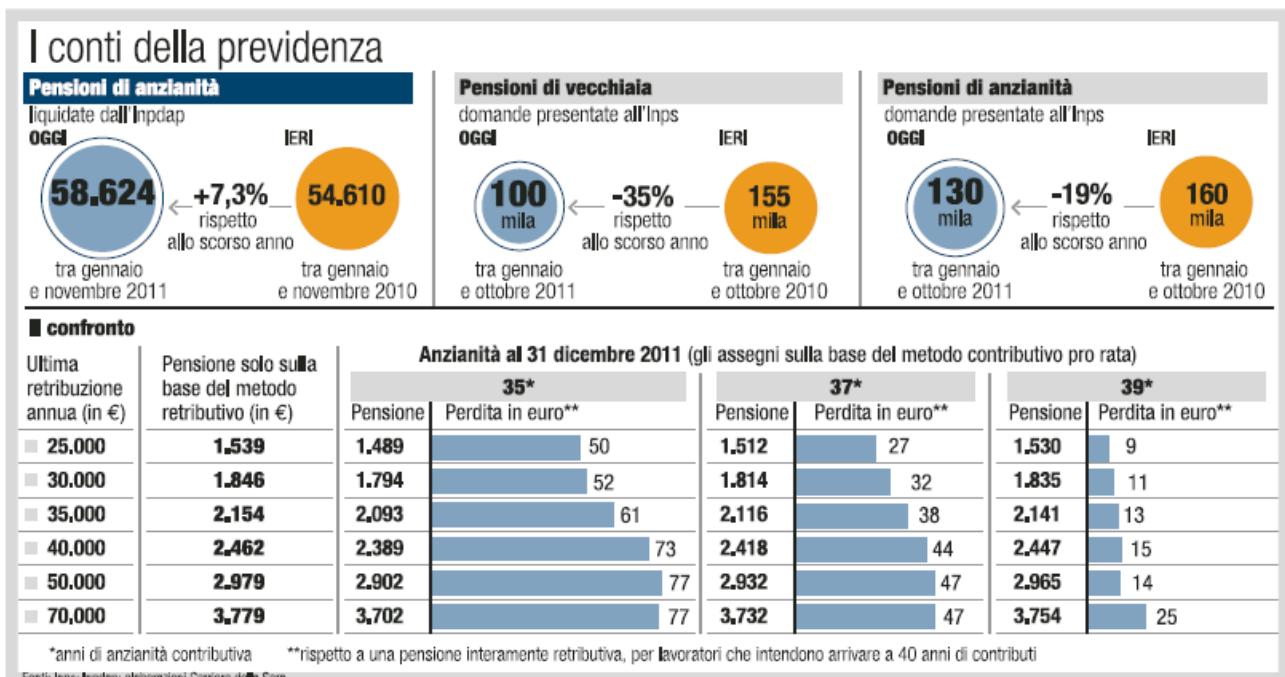 I conti della previdenza
Pensioni di anzianità
liquidate dall'Inpdap
OGGI IERI
58.624
+7,3%
rispetto
allo scorso anno
54.610
tra gennaio
e novembre 2011
tra gennaio
e novembre 2010
Pensioni di vecchiaia
domande presentate all'Inps
OGGI IERI
100
mila
-35%
rispetto
allo scorso anno
155
mila
tra gennaio
e ottobre 2011
tra gennaio
e ottobre 2010
Pensioni di anzianità
domande presentate all'Inps
OGGI IERI
130
mila
-19%
rispetto
allo scorso anno
160
mila
tra gennaio
e ottobre 2011
tra gennaio
e ottobre 2010
Il confronto
Ultima
retribuzione
annua (in €)
Pensione solo sulla
base del metodo
retributivo (in €)
Anzianità al 31 dicembre 2011 (gli assegni sulla base del metodo contributivo pro rata)
35* 37* 39*
Pensione Perdita in euro** Pensione Perdita in euro** Pensione Perdita in euro**
25.000 1.539 1.489 50 1.512 27 1.530 9
30.000 1.846 1.794 52 1.814 32 1.835 11
35.000 2.154 2.093 61 2.116 38 2.141 13
40.000 2.462 2.389 73 2.418 44 2.447 15
50.000 2.979 2.902 77 2.932 47 2.965 14
70.000 3.779 3.702 77 3.732 47 3.754 25
*anni di anzianità contributiva **rispetto a una pensione interamente retributiva, per lavoratori che intendono arrivare a 40 anni di contributi
Fonti: Inps; Inpdap; elaborazioni Corriere della Sera